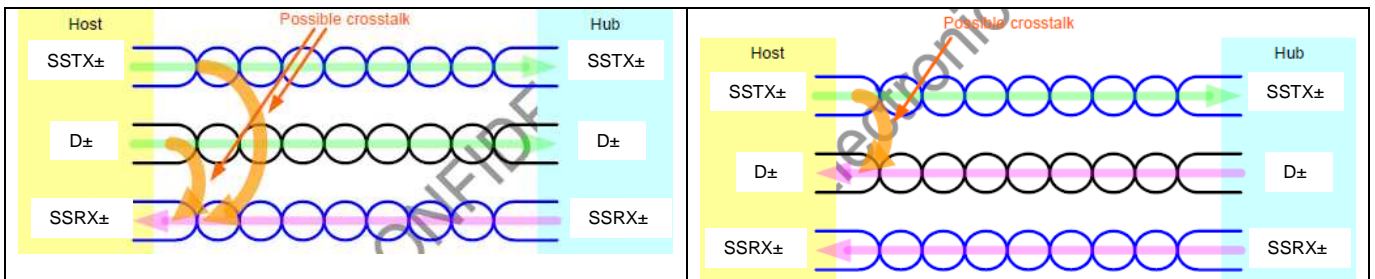 Possible crosstalk
Host
Hub
SSTX±
SSTX±
D±
D±
SSRX±
SSRX±
Possible crosstalk
Host
Hub
SSTX±
SSTX±
D±
D±
SSRX±
SSRX±